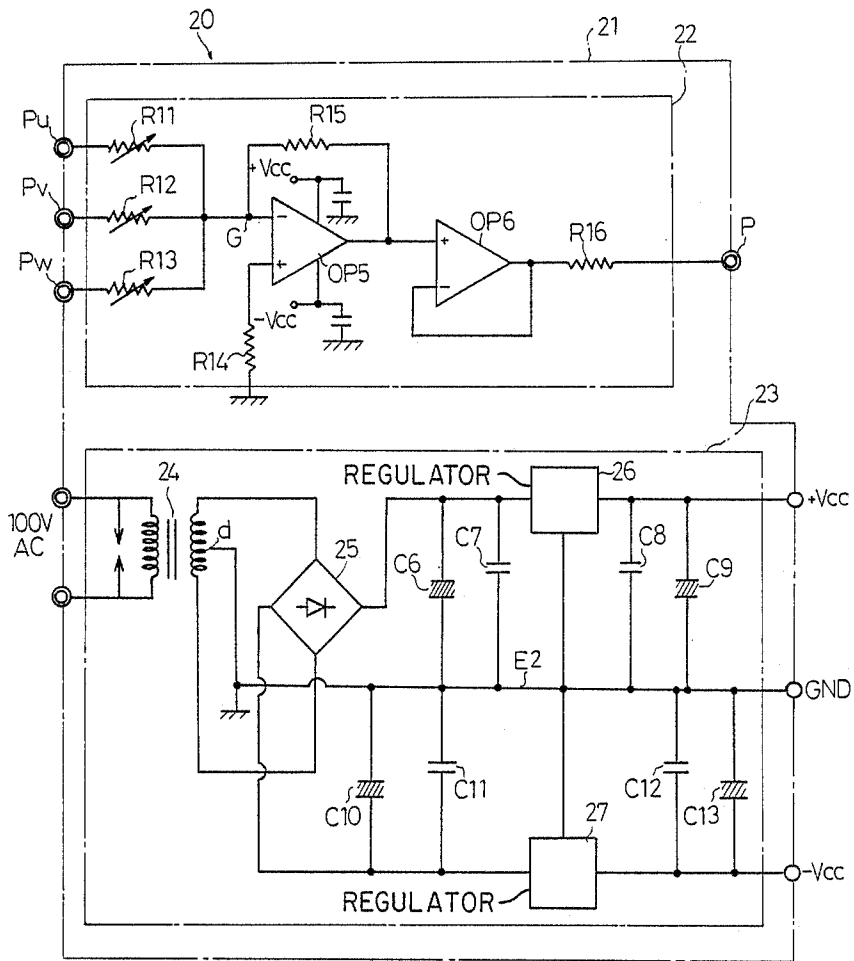 20
21
22
Pu
R11
R15
+Vcc
Pv
R12
G
OP5
OP6
R16
P
Pw
R13
-Vcc
R14
23
24
REGULATOR
26
+Vcc
100V
AC
d
25
C6
C7
C8
C9
E2
GND
C10
C11
C12
C13
27
-Vcc
REGULATOR